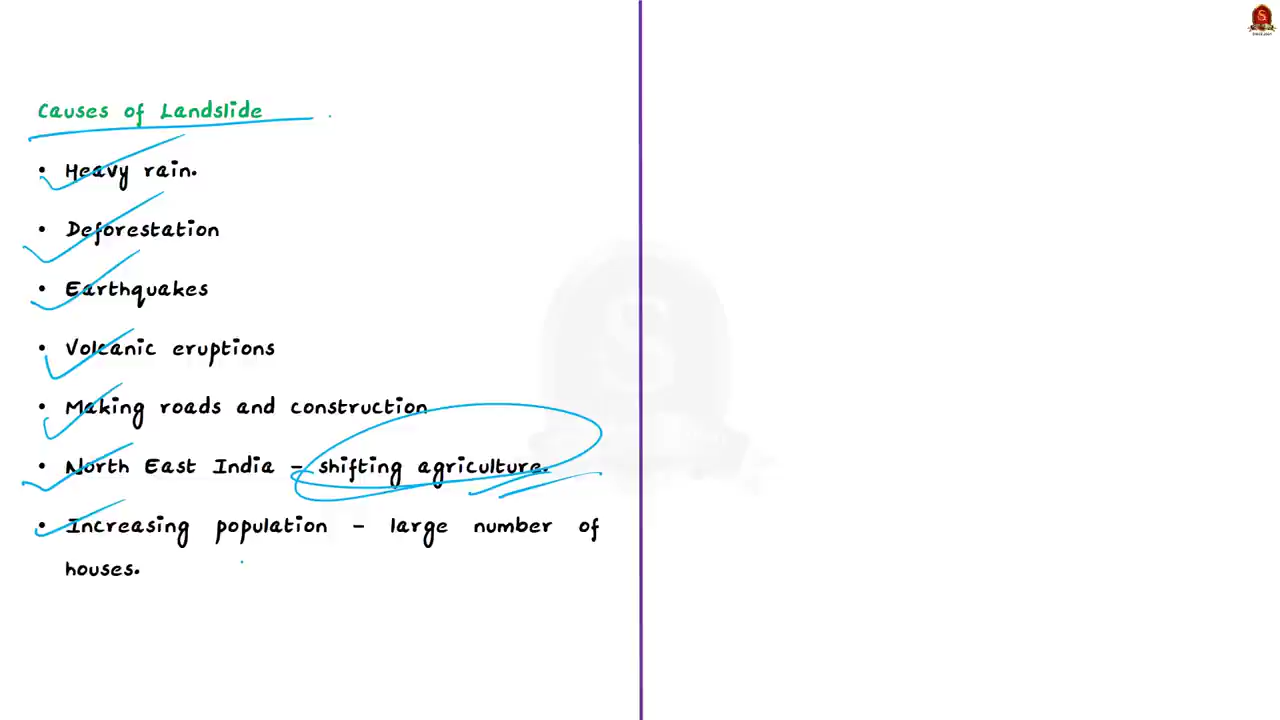 Causes of Landslide
• Heavy rain.
• Deforestation
• Earthquakes
• Volcanic eruptions
• Making roads and construction
• North East India – shifting agriculture.
• Increasing population – large number of
houses.